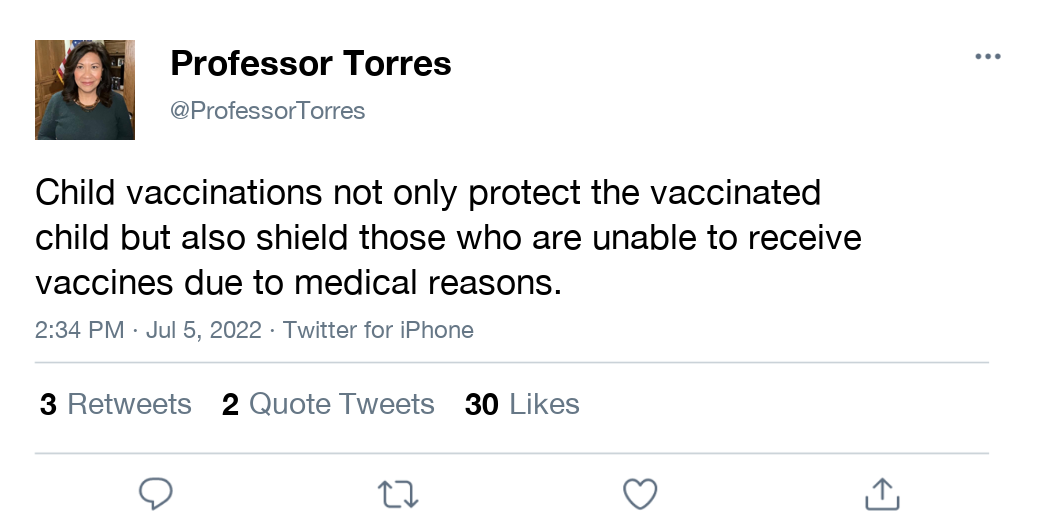 Professor Torres
@ProfessorTorres
Child vaccinations not only protect the vaccinated
child but also shield those who are unable to receive
vaccines due to medical reasons.
2:34 PM · Jul 5, 2022 · Twitter for iPhone
3 Retweets 2 Quote Tweets 30 Likes